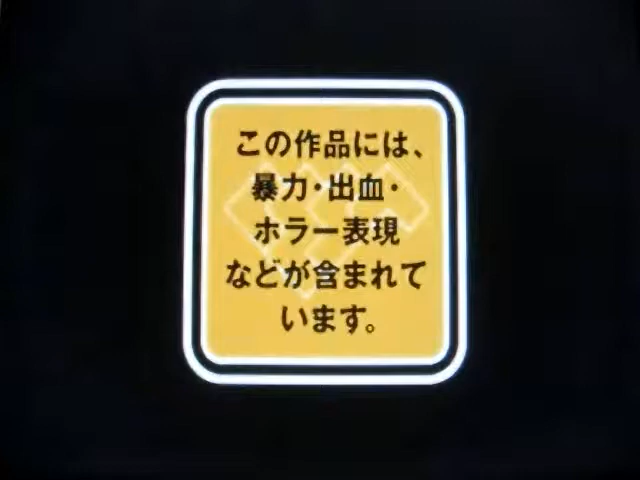 この作品には、
暴力・出血・
ホラー表現
などが含まれて
います。